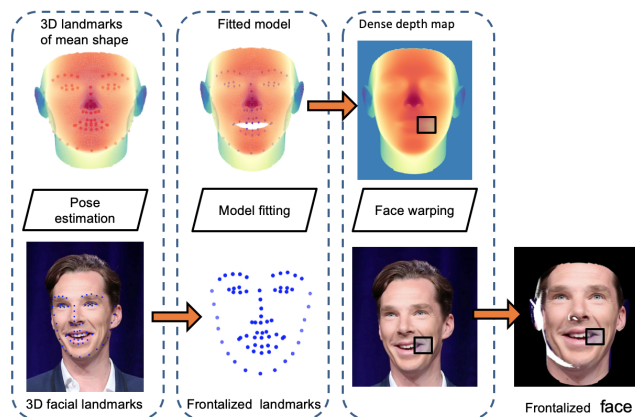 3D landmarks
of mean shape
Fitted model
Dense depth map
Pose
estimation
Model fitting
Face warping
3D facial landmarks
Frontalized landmarks
Frontalized face